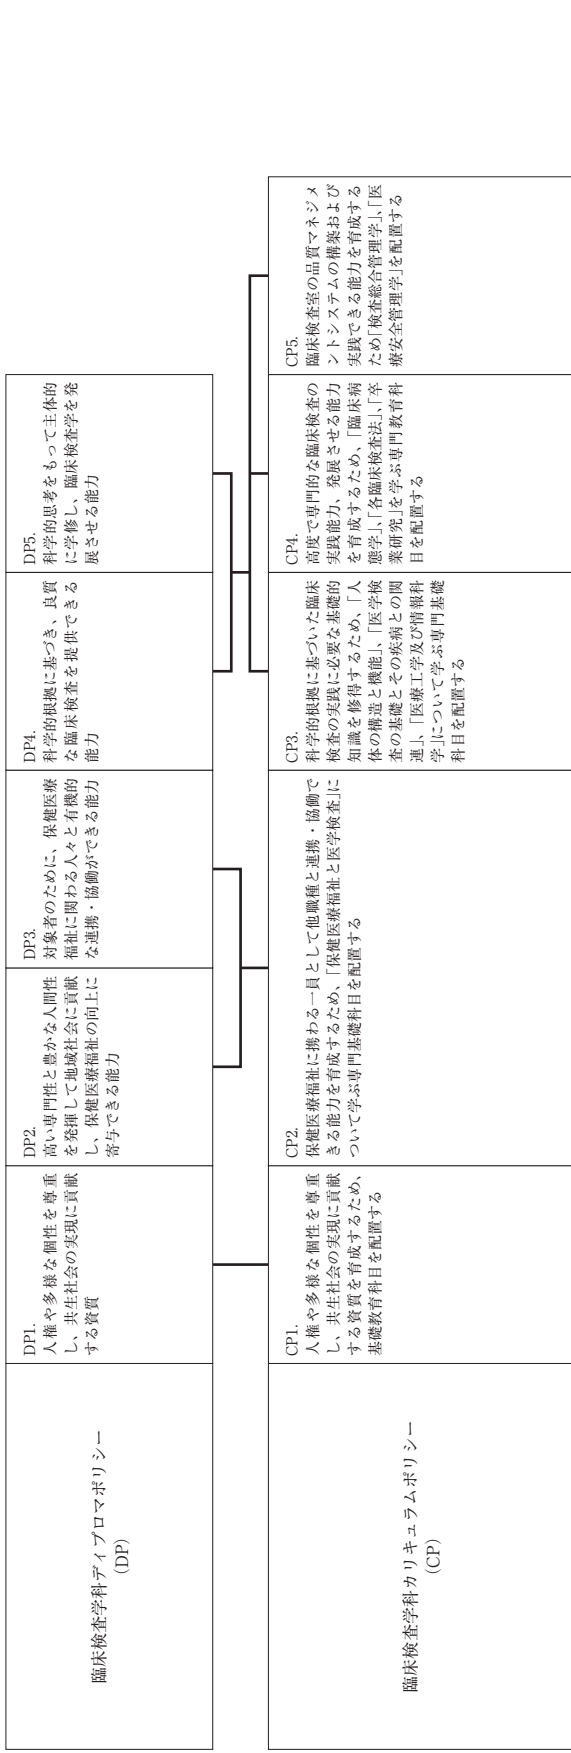 臨床検査学科ディプロマポリシー
（DP）
DP1.
人権や多様な個性を尊重
し、共生社会の実現に貢献
する資質
DP2.
高い専門性と豊かな人間性
を発揮して地域社会に貢献
し、保健医療福祉の向上に
寄与できる能力
DP3.
対象者のために、保健医療
福祉に関わる人々と有機的
な連携・協働ができる能力
DP4.
科学的根拠に基づき、良質
な臨床検査を提供できる
能力
DP5.
科学的思考をもって主体的
に学修し、臨床検査学を発
展させる能力
臨床検査学科カリキュラムポリシー
（CP）
CP1.
人権や多様な個性を尊重
し、共生社会の実現に貢献
する資質を育成するため、
基礎教育科目を配置する
CP2.
保健医療福祉に携わる一員として他職種と連携・協働で
きる能力を育成するため、「保健医療福祉と医学検査」に
ついて学ぶ専門基礎科目を配置する
CP3.
科学的根拠に基づいた臨床
検査の実践に必要な基礎的
知識を修得するため、「人
体の構造と機能」、「医学検
査の基礎とその疾病との関
連」、「医療工学及び情報科
学」について学ぶ専門基礎
科目を配置する
CP4.
高度で専門的な臨床検査の
実践能力、発展させる能力
を育成するため、「臨床病
態学」、「各臨床検査法」、「卒
業研究」を学ぶ専門教育科
目を配置する
CP5.
臨床検査室の品質マネジメ
ントシステムの構築および
実践できる能力を育成する
ため「検査総合管理学」、「医
療安全管理学」を配置する